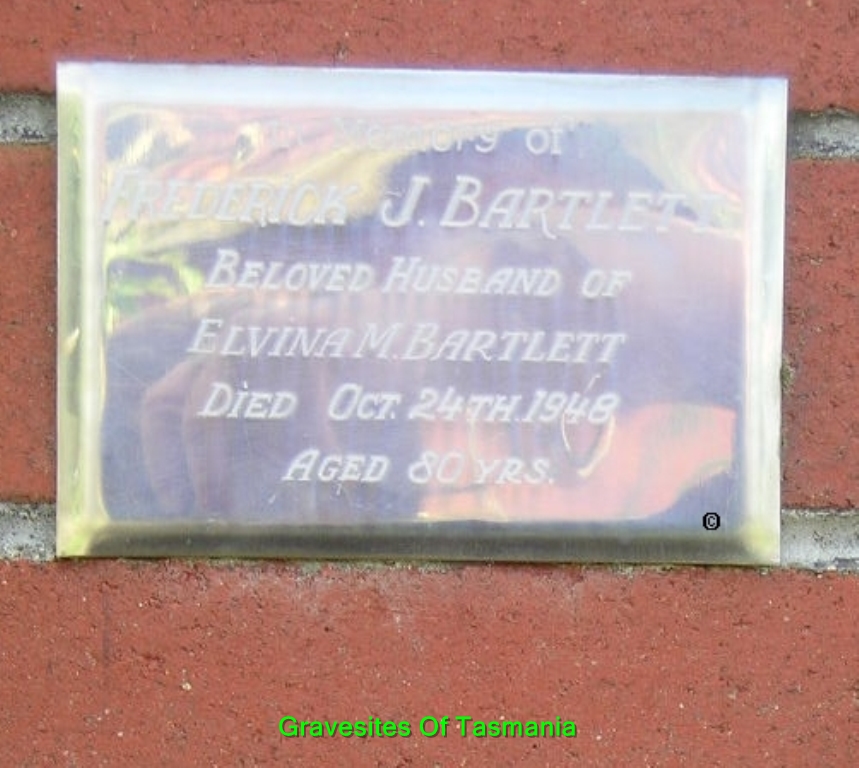 In Memory of
FREDERICK J. BARTLETT
BELOVED HUSBAND OF
ELVINA M. BARTLETT
DIED OCT. 24TH. 1948
AGED 80 YRS.
©
Gravesites Of Tasmania